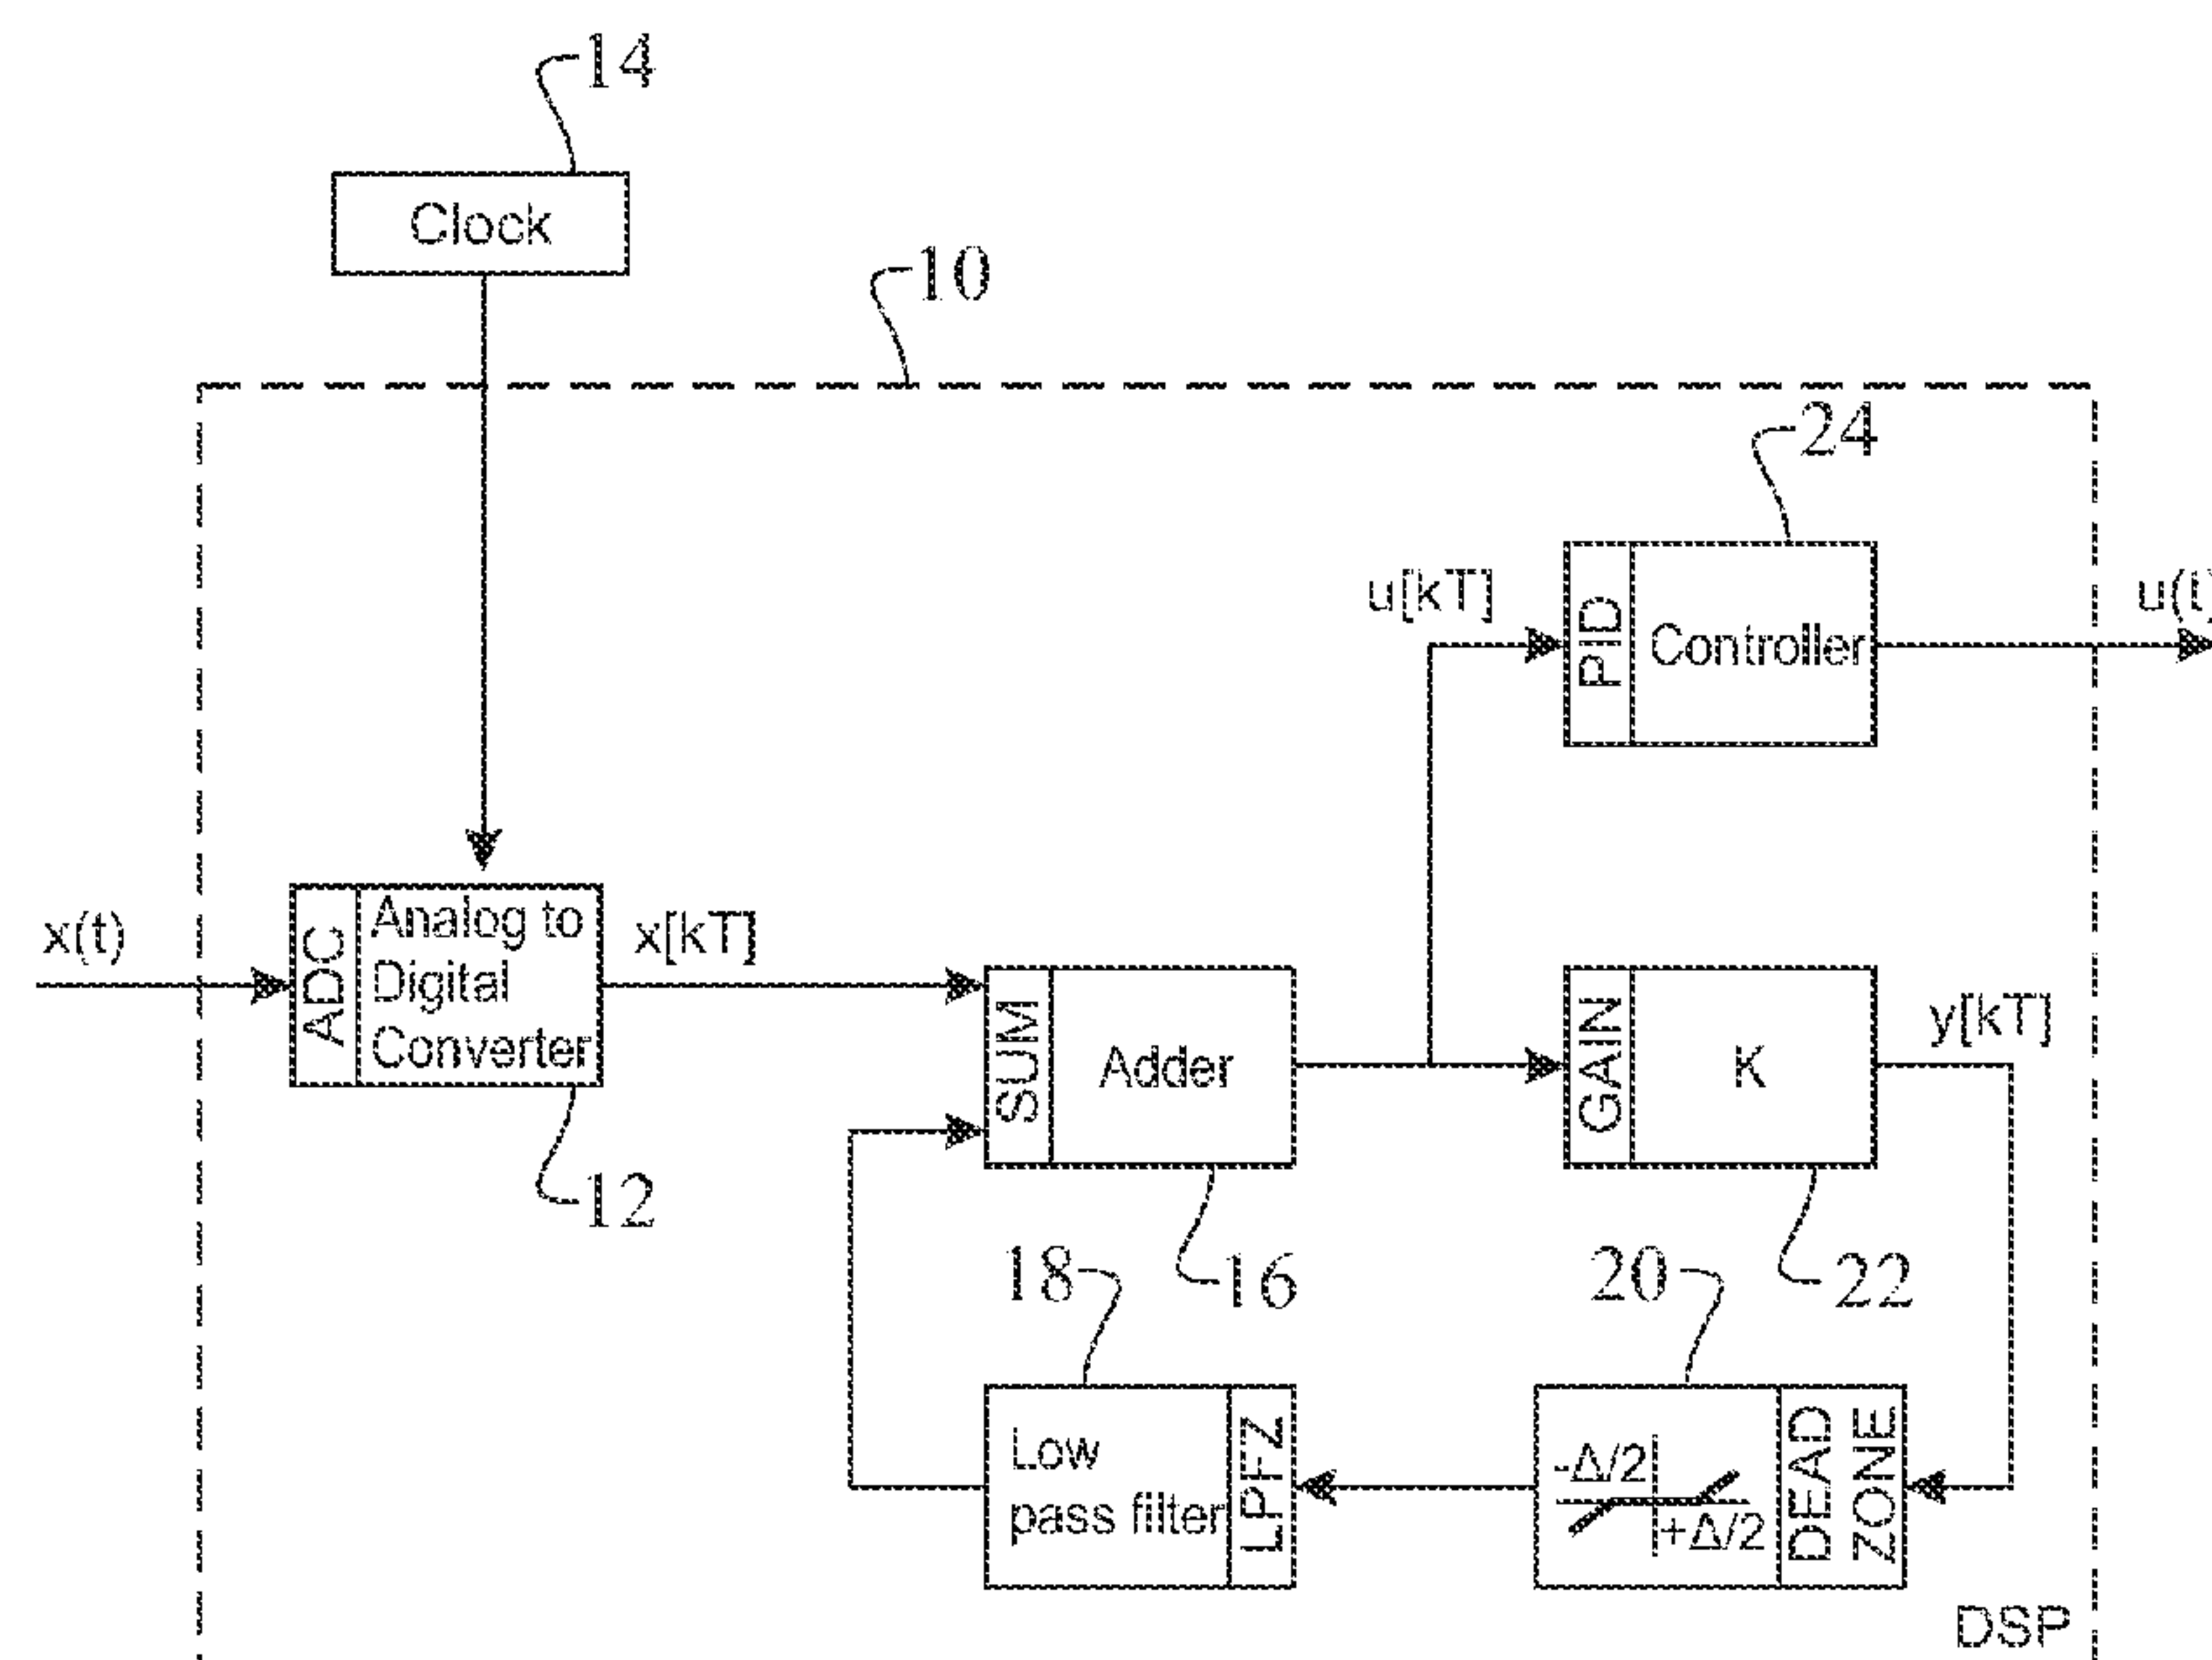 14
Clock
10
24
u[kT]
PID
Controller
u(t)
x(t)
ADC
Analog to
Digital
Converter
x[kT]
SUM
Adder
GAIN
K
y[kT]
12
16
22
18
20
Low
pass filter
LPFZ
-Δ/2
+Δ/2
DEAD
ZONE
DSP